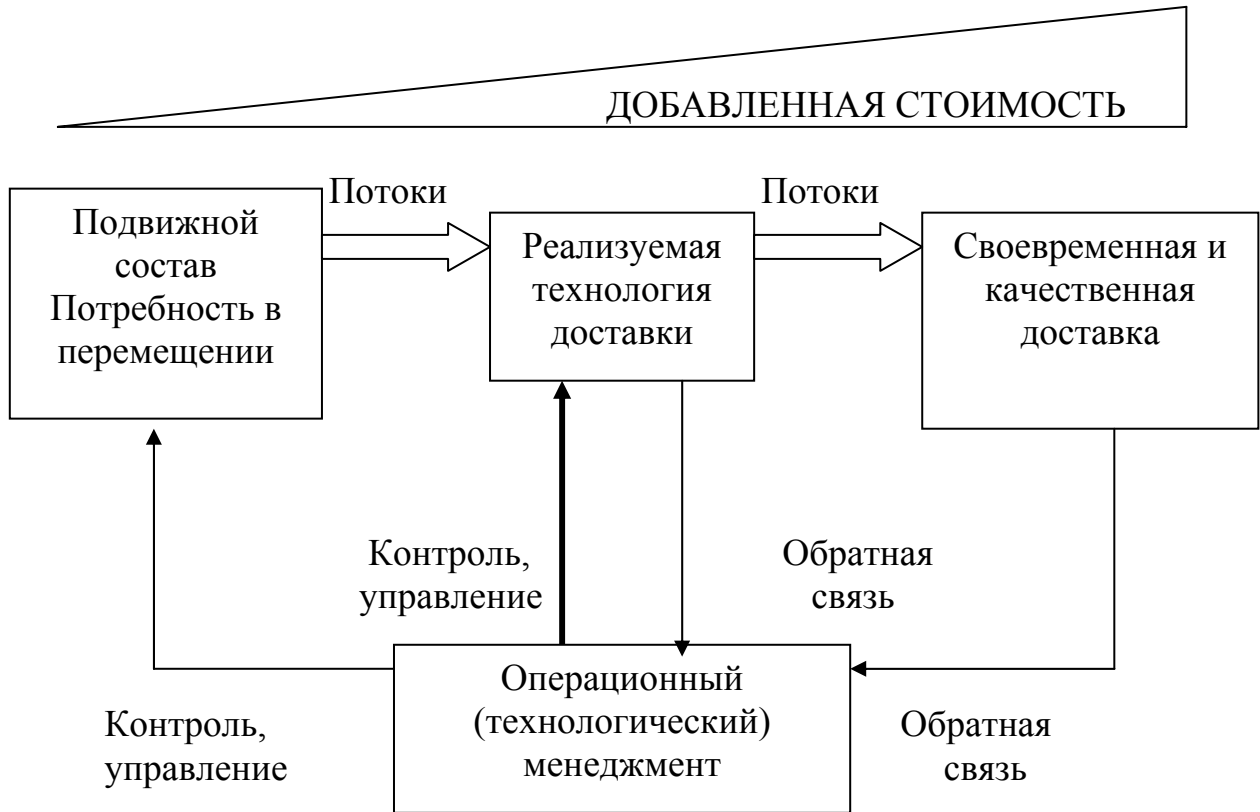 ДОБАВЛЕННАЯ СТОИМОСТЬ
Подвижной
состав
Потребность в
перемещении
Потоки
Реализуемая
технология
доставки
Потоки
Своевременная и
качественная
доставка
Контроль,
управление
Обратная
связь
Контроль,
управление
Операционный
(технологический)
менеджмент
Обратная
связь